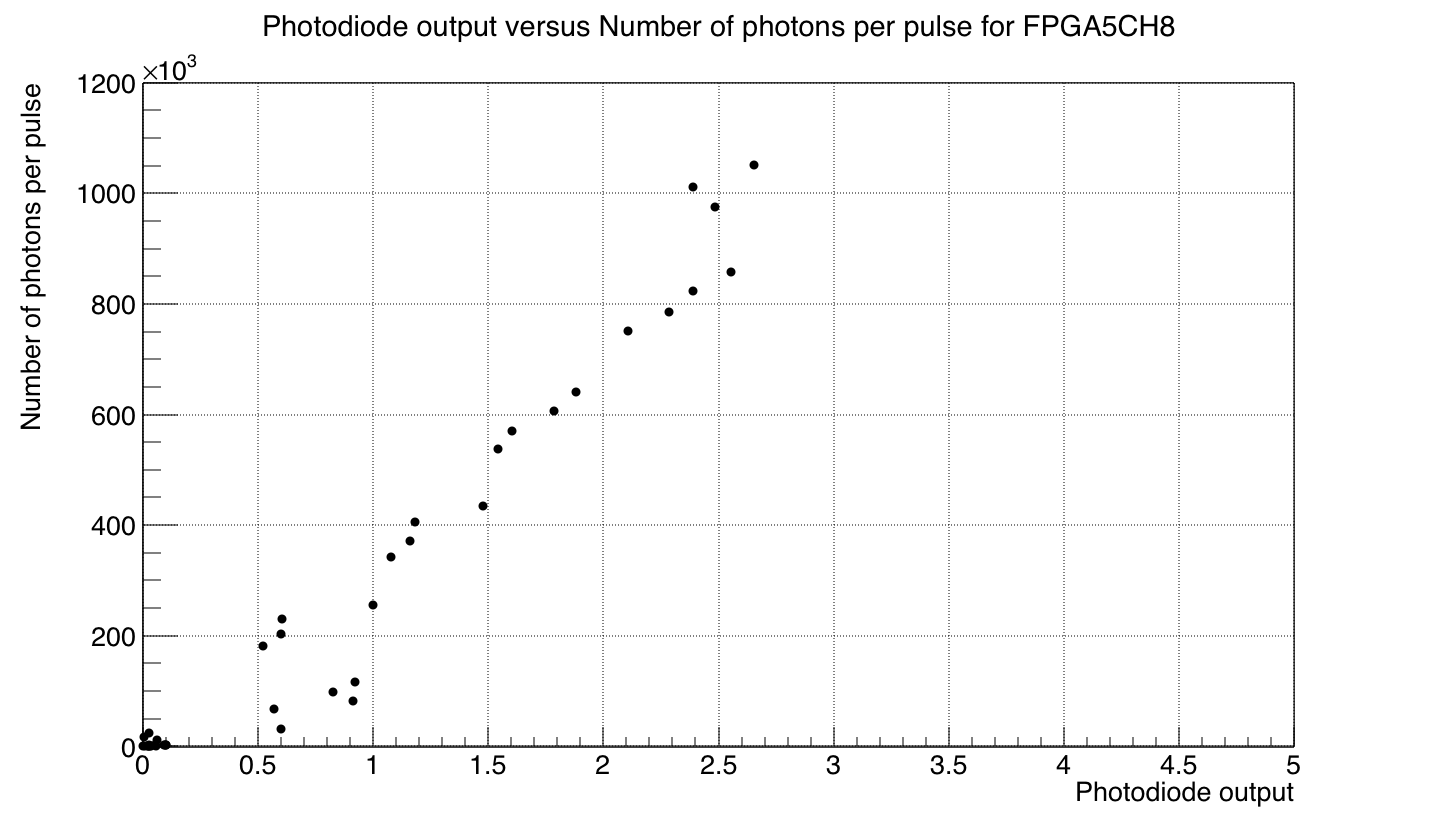 Photodiode output versus Number of photons per pulse for FPGA5CH8
×10³
Number of photons per pulse
1200
1000
800
600
400
200
0
0 0.5 1 1.5 2 2.5 3 3.5 4 4.5 5
Photodiode output